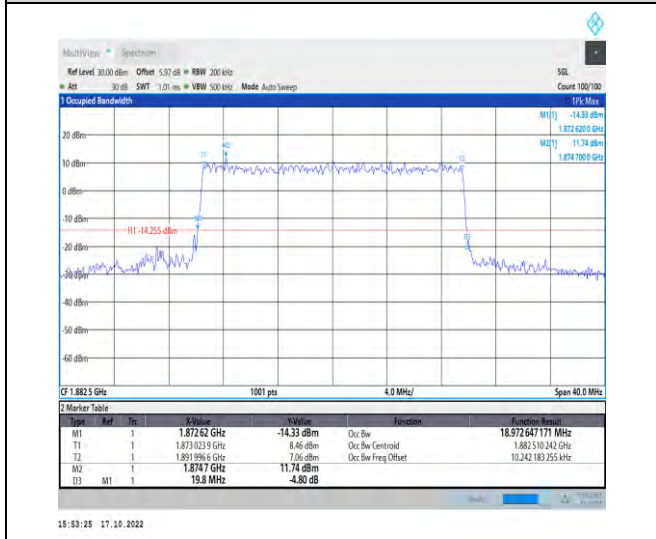 MultiView Spectrum
Ref Level 30.00 dBm Offset 5.97 dB RBW 200 kHz SGL
Att 30 dB SWT 1.01 ms VBW 500 kHz Mode Auto Sweep Count 100/100
1 Occupied Bandwidth 1Pk Max
M1[1] -14.33 dBm
1.872 620 0 GHz
M2[1] 11.74 dBm
1.874 700 0 GHz
20 dBm
10 dBm
0 dBm
-10 dBm
H1 -14.255 dBm
-20 dBm
-30 dBm
-40 dBm
-50 dBm
-60 dBm
T1 M2 T2
M1 D3
CF 1.882 5 GHz 1001 pts 4.0 MHz/ Span 40.0 MHz
2 Marker Table
Type Ref Trc X-Value Y-Value Function Function Result
M1 1 1.872 62 GHz -14.33 dBm Occ Bw 18.972 647 171 MHz
T1 1 1.873 023 9 GHz 8.46 dBm Occ Bw Centroid 1.882 510 242 GHz
T2 1 1.891 996 6 GHz 7.06 dBm Occ Bw Freq Offset 10.242 183 255 kHz
M2 1 1.874 7 GHz 11.74 dBm
D3 M1 1 19.8 MHz -4.80 dB
15:53:25 17.10.2022